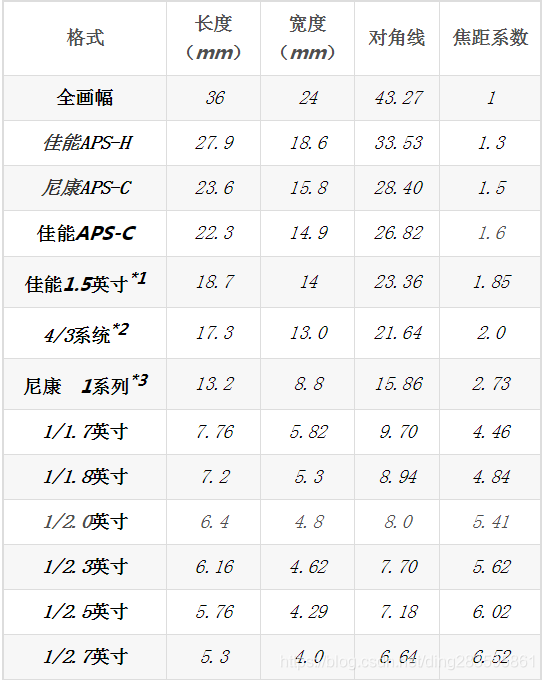 格式 长度（mm） 宽度（mm） 对角线 焦距系数
全画幅 36 24 43.27 1
佳能APS-H 27.9 18.6 33.53 1.3
尼康APS-C 23.6 15.8 28.40 1.5
佳能APS-C 22.3 14.9 26.82 1.6
佳能1.5英寸*1 18.7 14 23.36 1.85
4/3系统*2 17.3 13.0 21.64 2.0
尼康 1系列*3 13.2 8.8 15.86 2.73
1/1.7英寸 7.76 5.82 9.70 4.46
1/1.8英寸 7.2 5.3 8.94 4.84
1/2.0英寸 6.4 4.8 8.0 5.41
1/2.3英寸 6.16 4.62 7.70 5.62
1/2.5英寸 5.76 4.29 7.18 6.02
1/2.7英寸 5.3 4.0 6.64 6.52